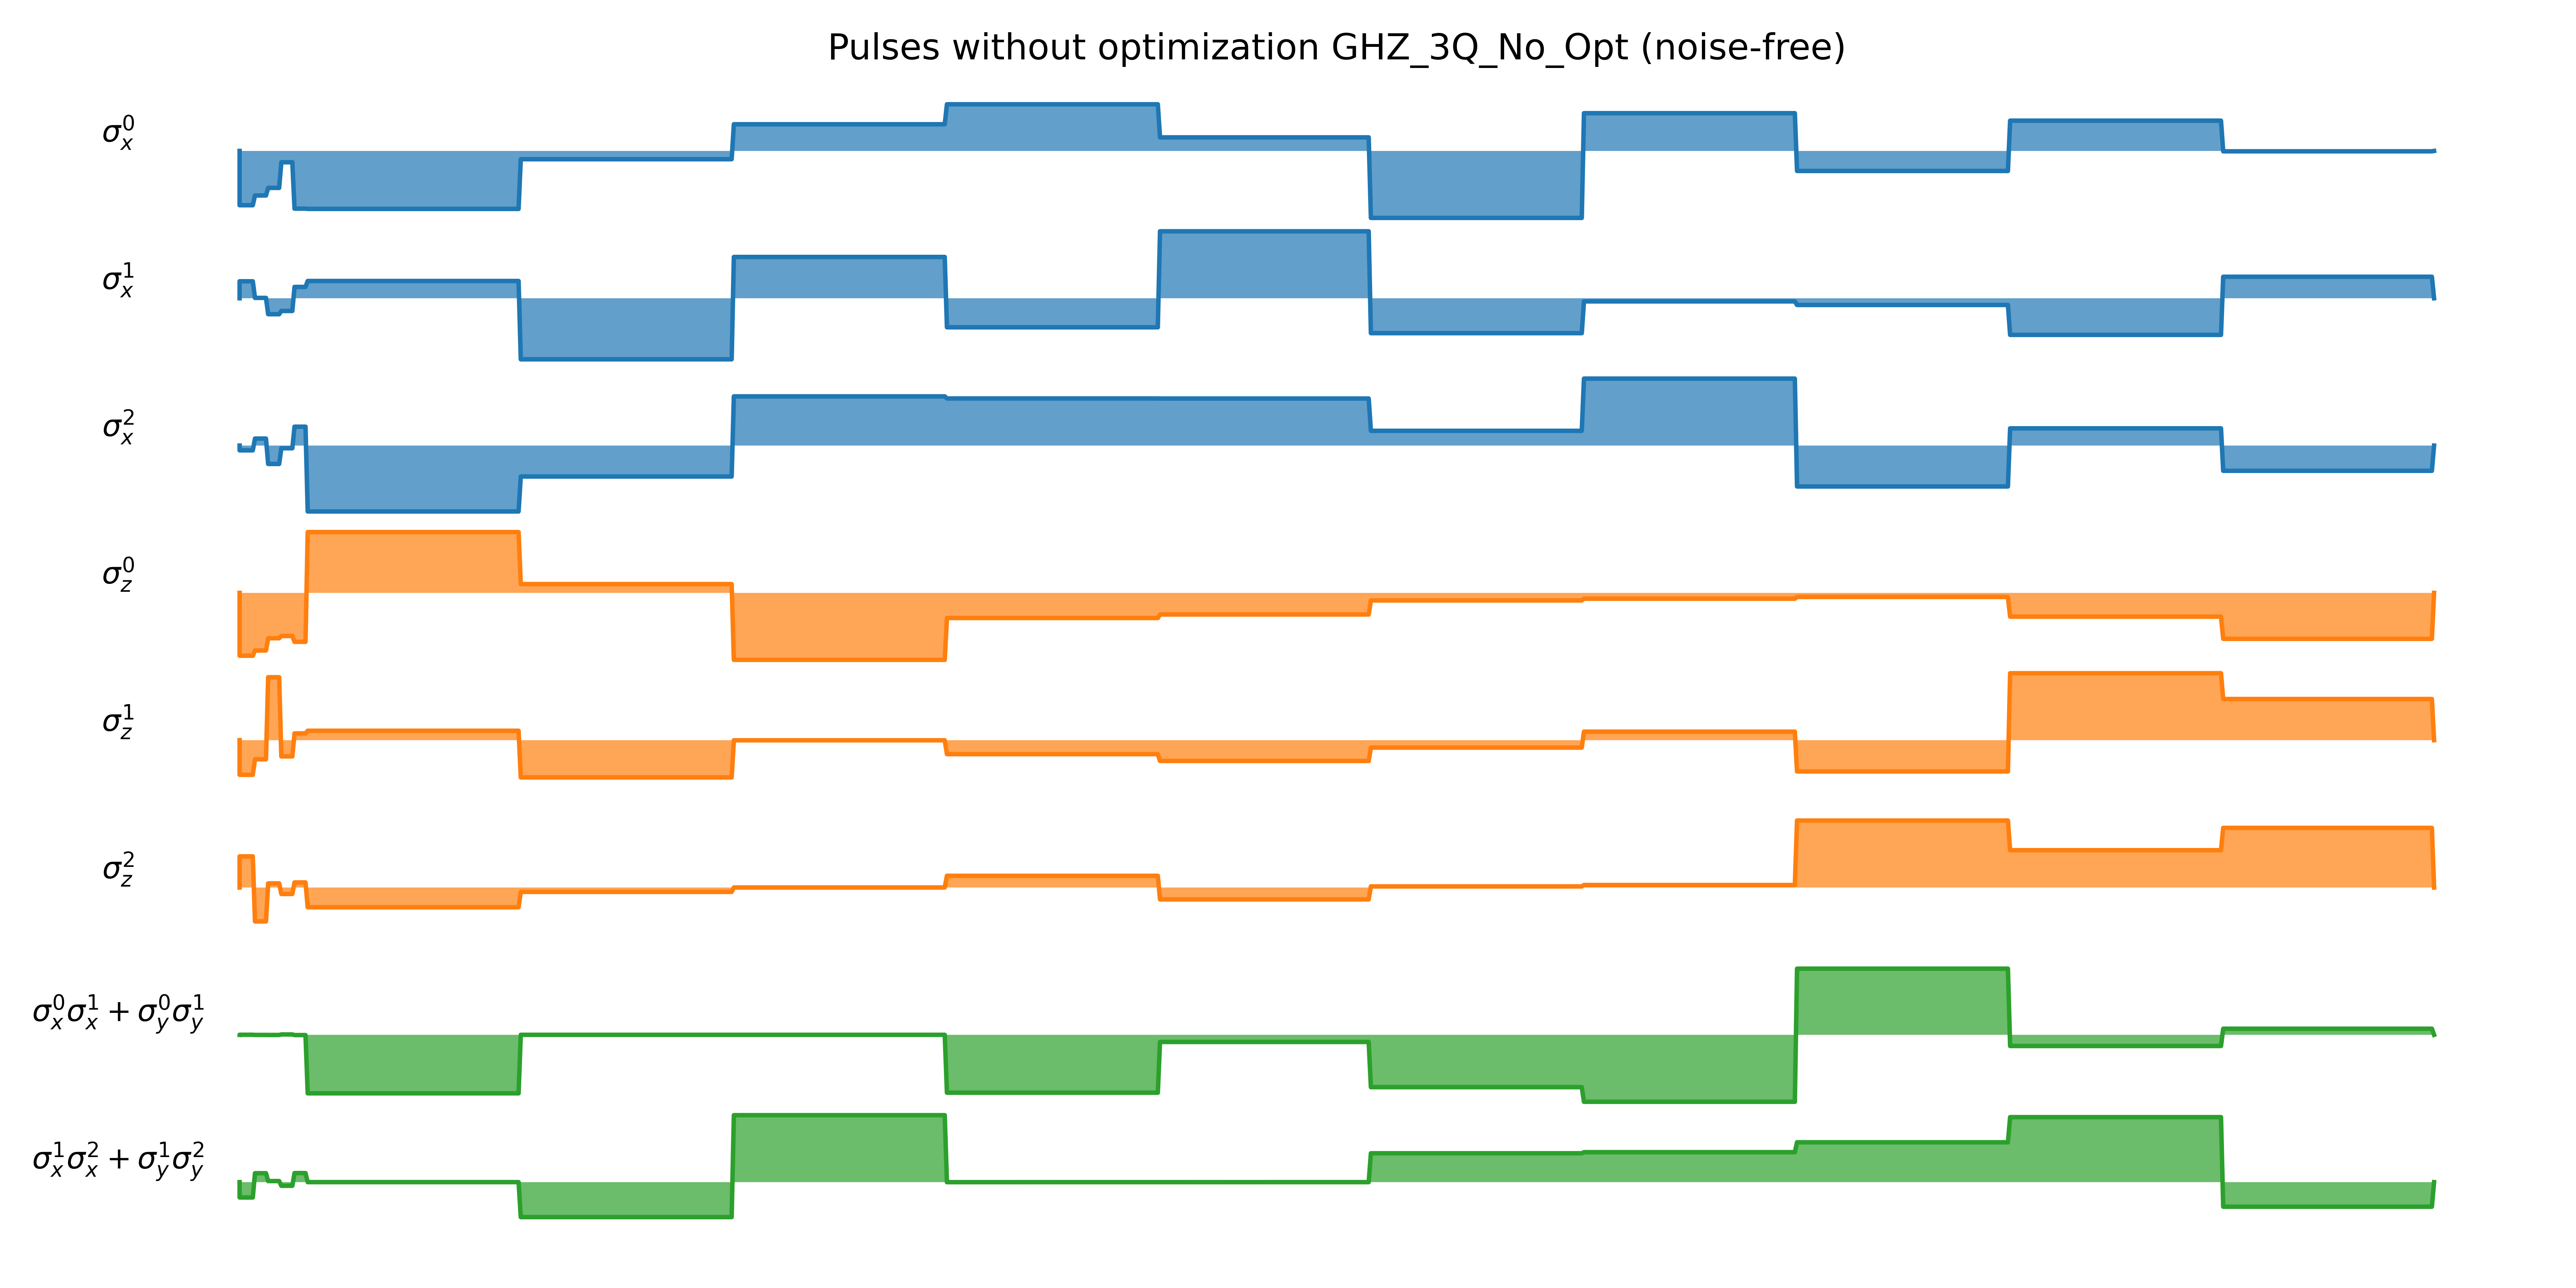 Pulses without optimization GHZ_3Q_No_Opt (noise-free)
σ_x^0
σ_x^1
σ_x^2
σ_z^0
σ_z^1
σ_z^2
σ_x^0σ_x^1 + σ_y^0σ_y^1
σ_x^1σ_x^2 + σ_y^1σ_y^2